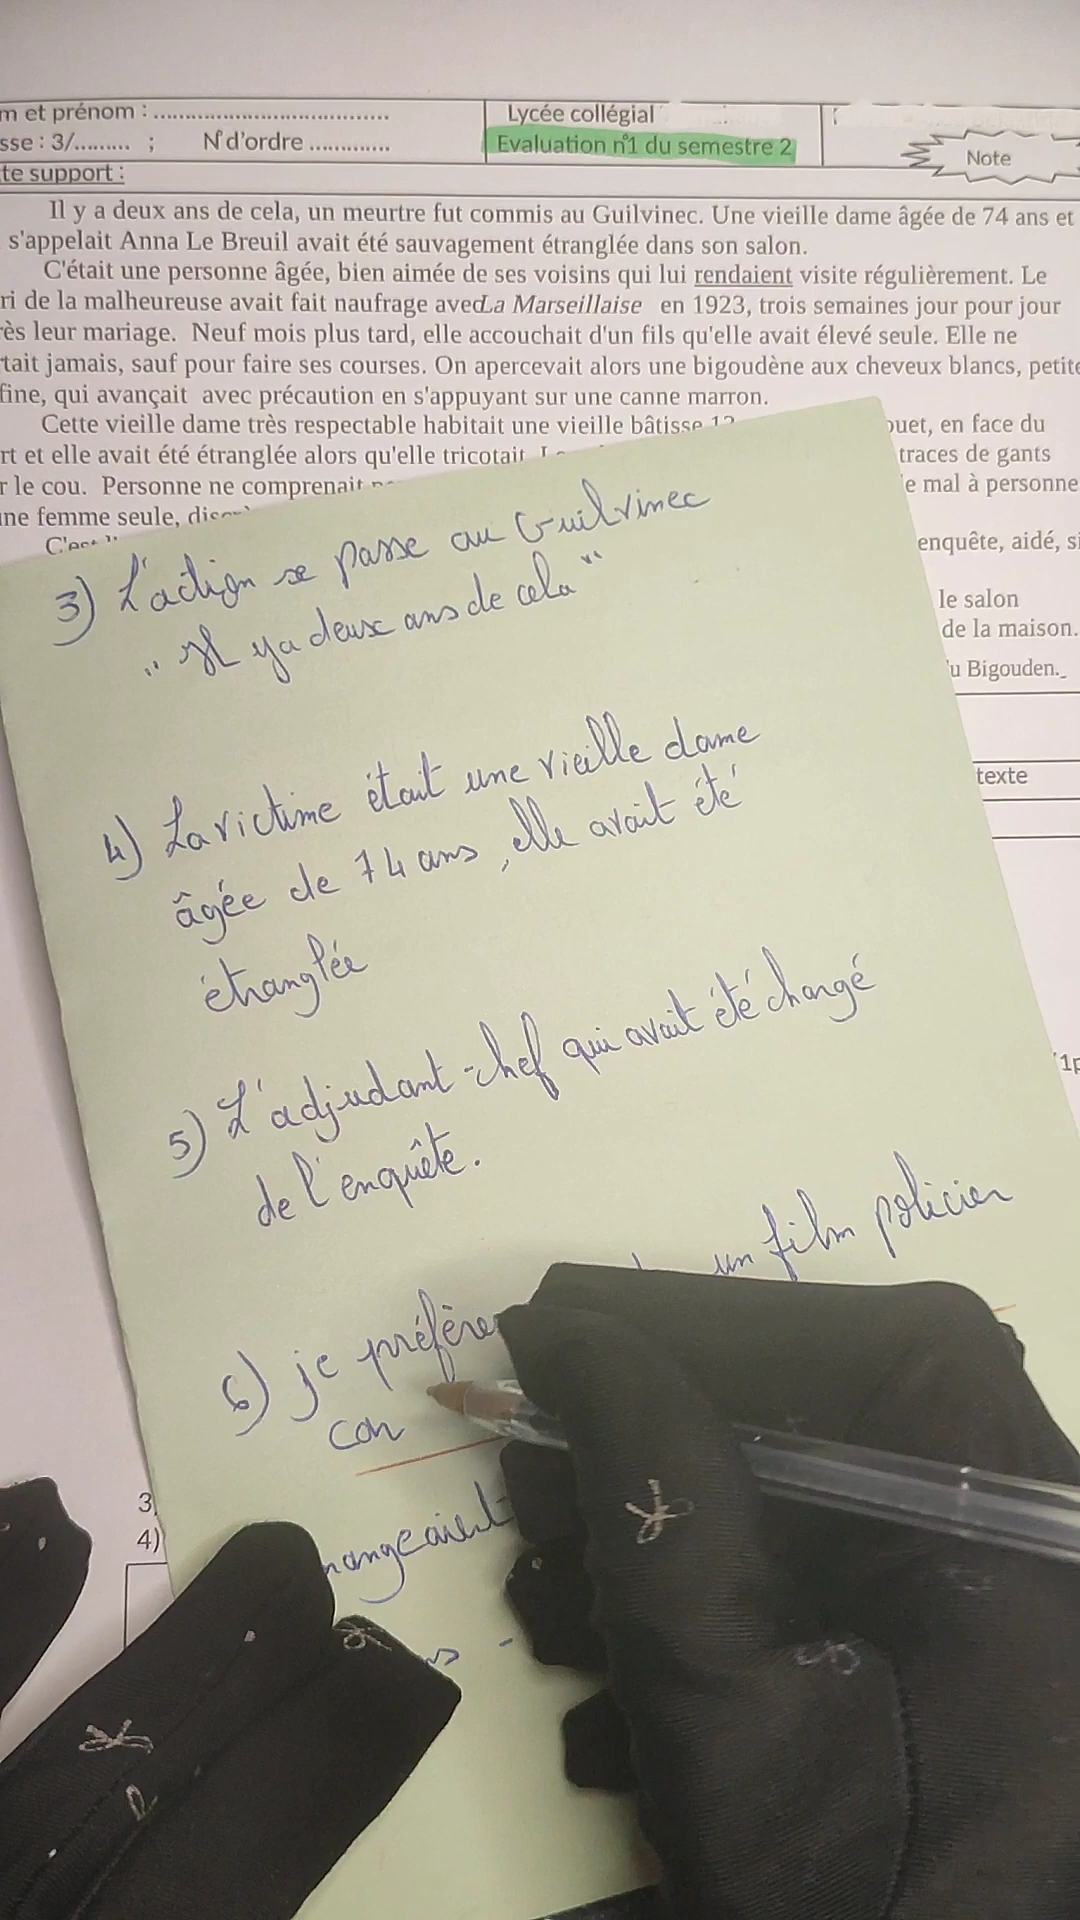 m et prénom : ......................................
Lycée collégial
sse : 3/......... ; N°d'ordre .............
Evaluation n°1 du semestre 2
Note
te support :
Il y a deux ans de cela, un meurtre fut commis au Guilvinec. Une vieille dame âgée de 74 ans et
s'appelait Anna Le Breuil avait été sauvagement étranglée dans son salon.
C'était une personne âgée, bien aimée de ses voisins qui lui rendaient visite régulièrement. Le
ri de la malheureuse avait fait naufrage avec La Marseillaise en 1923, trois semaines jour pour jour
ès leur mariage. Neuf mois plus tard, elle accouchait d'un fils qu'elle avait élevé seule. Elle ne
tait jamais, sauf pour faire ses courses. On apercevait alors une bigoudène aux cheveux blancs, petite
fine, qui avançait avec précaution en s'appuyant sur une canne marron.
Cette vieille dame très respectable habitait une vieille bâtisse 12 ouet, en face du
rt et elle avait été étranglée alors qu'elle tricotait. traces de gants
r le cou. Personne ne comprenait e mal à personne
ne femme seule,
enquête, aidé, si
le salon
de la maison.
u Bigouden._
texte
3) L'action se passe au Guilvinec
"Il y a deux ans de cela"
4) La victime était une vieille dame
âgée de 74 ans, elle avait été
étranglée
5) L'adjudant-chef qui avait été changé
de l'enquête.
6) je préfère un film policier
car
ngeaient
3
4)
1p